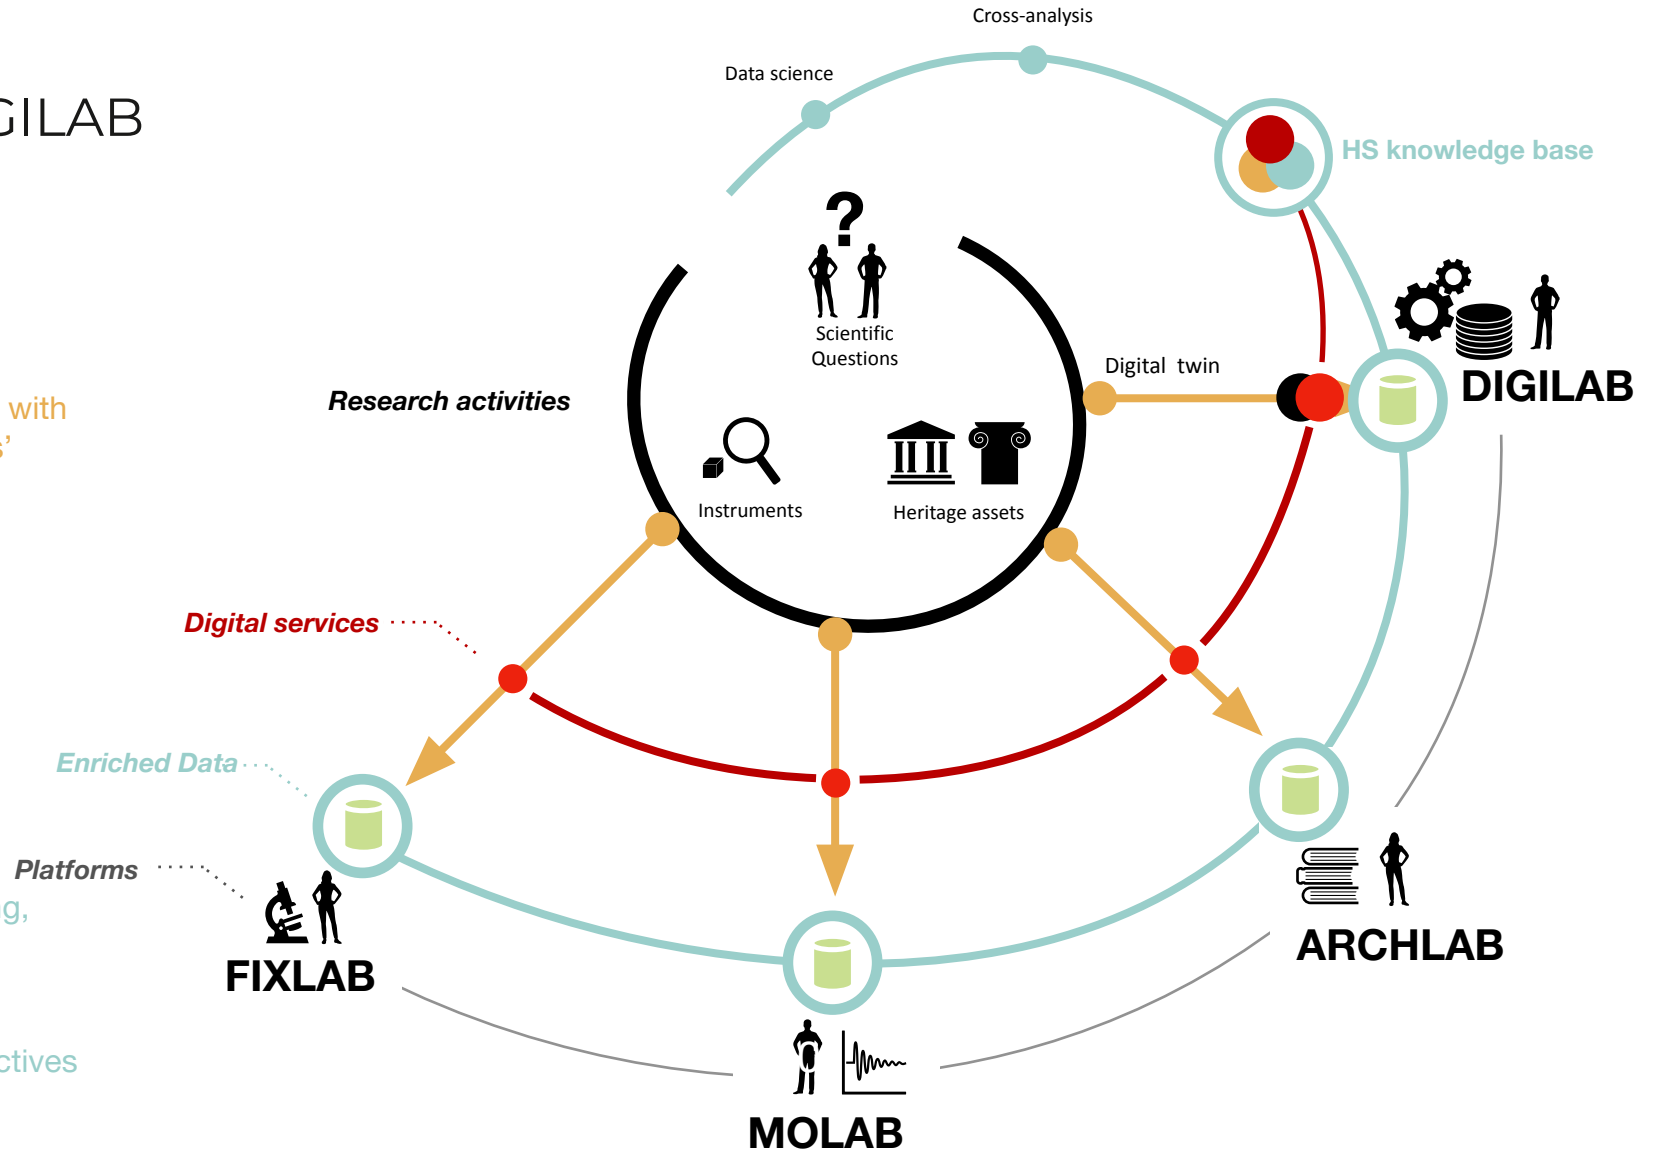 Cross-analysis
Data science
GILAB
HS knowledge base
?
Scientific
Questions
Digital twin
DIGILAB
Research activities
with
s’
Instruments
Heritage assets
Digital services
Enriched Data
Platforms
g,
FIXLAB
ARCHLAB
ctives
MOLAB